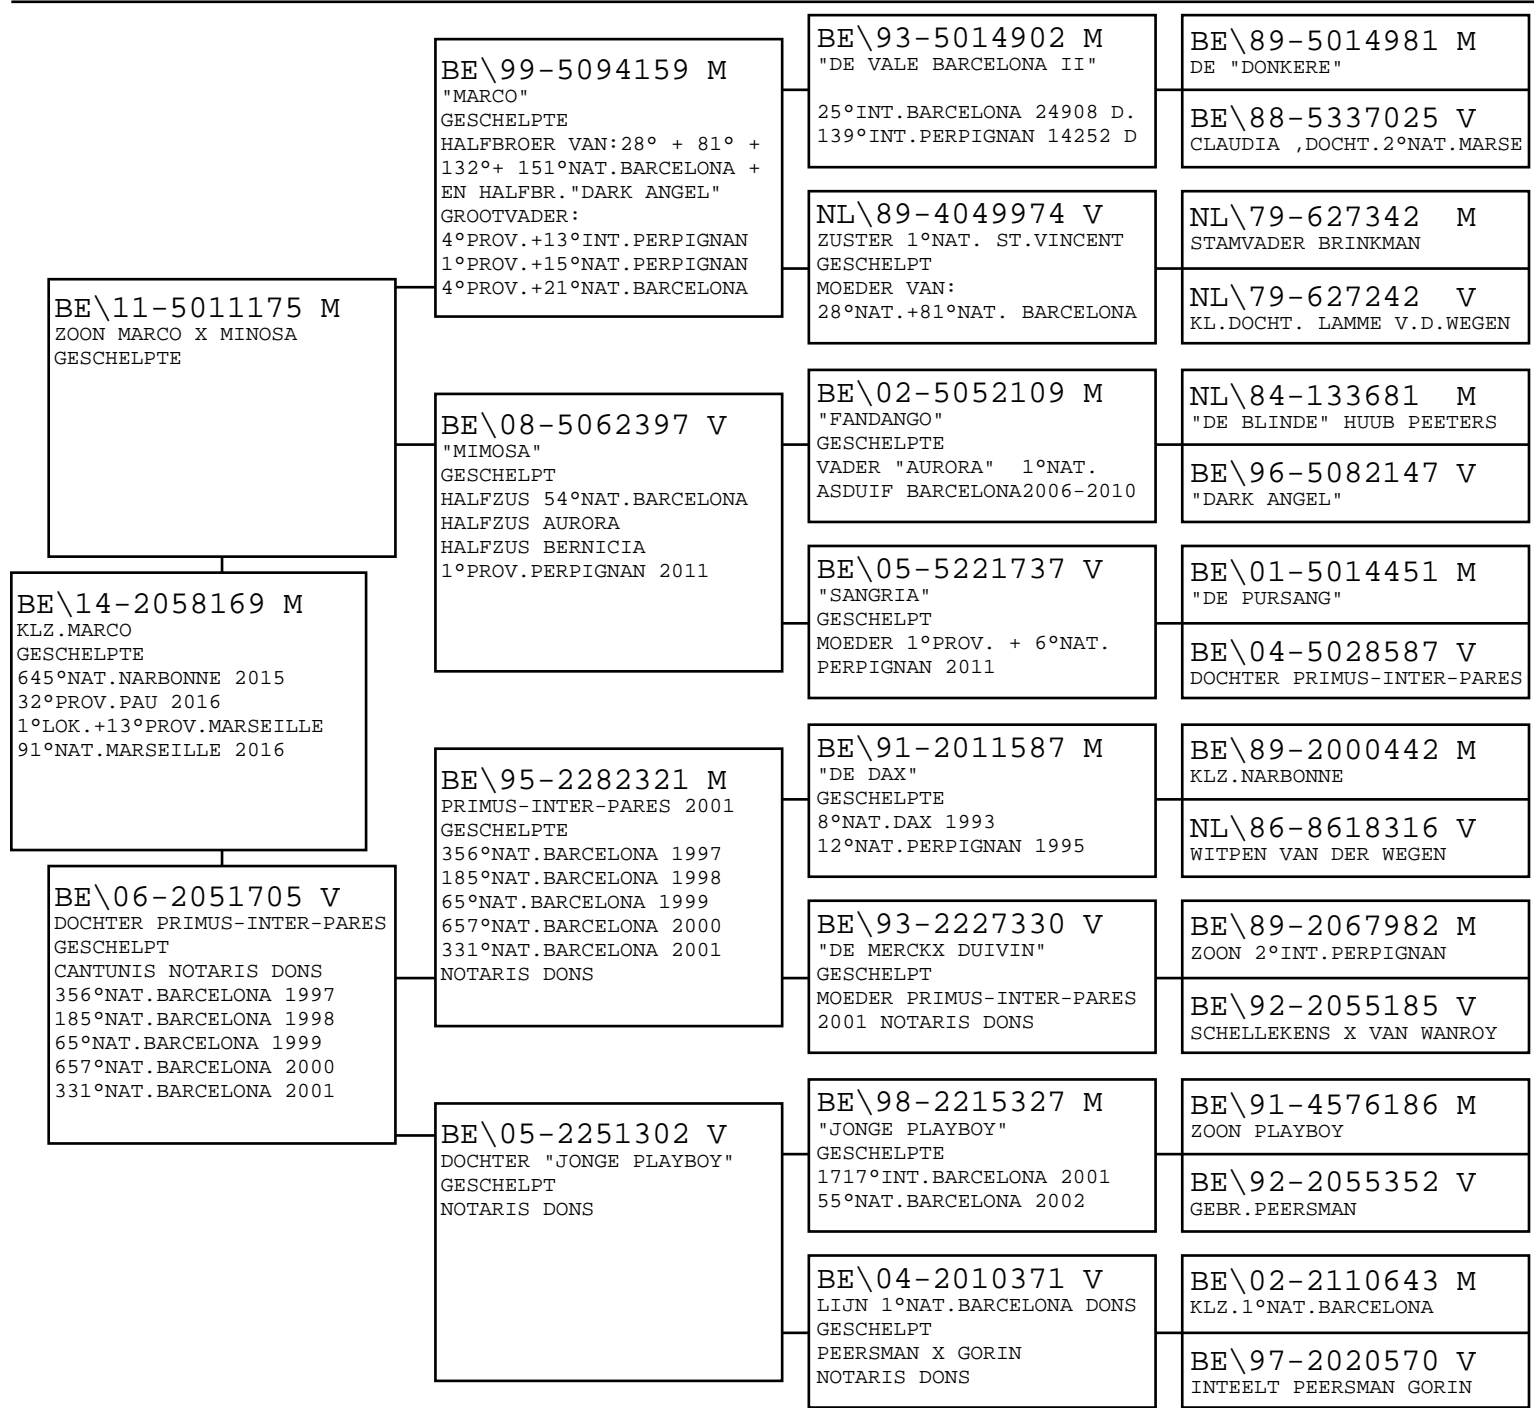 BE\14-2058169 M
KLZ.MARCO
GESCHELPTE
645°NAT.NARBONNE 2015
32°PROV.PAU 2016
1°LOK.+13°PROV.MARSEILLE
91°NAT.MARSEILLE 2016
BE\11-5011175 M
ZOON MARCO X MINOSA
GESCHELPTE
BE\06-2051705 V
DOCHTER PRIMUS-INTER-PARES
GESCHELPT
CANTUNIS NOTARIS DONS
356°NAT.BARCELONA 1997
185°NAT.BARCELONA 1998
65°NAT.BARCELONA 1999
657°NAT.BARCELONA 2000
331°NAT.BARCELONA 2001
BE\99-5094159 M
"MARCO"
GESCHELPTE
HALFBROER VAN:28° + 81° +
132°+ 151°NAT.BARCELONA +
EN HALFBR."DARK ANGEL"
GROOTVADER:
4°PROV.+13°INT.PERPIGNAN
1°PROV.+15°NAT.PERPIGNAN
4°PROV.+21°NAT.BARCELONA
BE\08-5062397 V
"MIMOSA"
GESCHELPT
HALFZUS 54°NAT.BARCELONA
HALFZUS AURORA
HALFZUS BERNICIA
1°PROV.PERPIGNAN 2011
BE\95-2282321 M
PRIMUS-INTER-PARES 2001
GESCHELPTE
356°NAT.BARCELONA 1997
185°NAT.BARCELONA 1998
65°NAT.BARCELONA 1999
657°NAT.BARCELONA 2000
331°NAT.BARCELONA 2001
NOTARIS DONS
BE\05-2251302 V
DOCHTER "JONGE PLAYBOY"
GESCHELPT
NOTARIS DONS
BE\93-5014902 M
"DE VALE BARCELONA II"
25°INT.BARCELONA 24908 D.
139°INT.PERPIGNAN 14252 D
NL\89-4049974 V
ZUSTER 1°NAT. ST.VINCENT
GESCHELPT
MOEDER VAN:
28°NAT.+81°NAT. BARCELONA
BE\02-5052109 M
"FANDANGO"
GESCHELPTE
VADER "AURORA" 1°NAT.
ASDUIF BARCELONA2006-2010
BE\05-5221737 V
"SANGRIA"
GESCHELPT
MOEDER 1°PROV. + 6°NAT.
PERPIGNAN 2011
BE\91-2011587 M
"DE DAX"
GESCHELPTE
8°NAT.DAX 1993
12°NAT.PERPIGNAN 1995
BE\93-2227330 V
"DE MERCKX DUIVIN"
GESCHELPT
MOEDER PRIMUS-INTER-PARES
2001 NOTARIS DONS
BE\98-2215327 M
"JONGE PLAYBOY"
GESCHELPTE
1717°INT.BARCELONA 2001
55°NAT.BARCELONA 2002
BE\04-2010371 V
LIJN 1°NAT.BARCELONA DONS
GESCHELPT
PEERSMAN X GORIN
NOTARIS DONS
BE\89-5014981 M
DE "DONKERE"
BE\88-5337025 V
CLAUDIA ,DOCHT.2°NAT.MARSE
NL\79-627342 M
STAMVADER BRINKMAN
NL\79-627242 V
KL.DOCHT. LAMME V.D.WEGEN
NL\84-133681 M
"DE BLINDE" HUUB PEETERS
BE\96-5082147 V
"DARK ANGEL"
BE\01-5014451 M
"DE PURSANG"
BE\04-5028587 V
DOCHTER PRIMUS-INTER-PARES
BE\89-2000442 M
KLZ.NARBONNE
NL\86-8618316 V
WITPEN VAN DER WEGEN
BE\89-2067982 M
ZOON 2°INT.PERPIGNAN
BE\92-2055185 V
SCHELLEKENS X VAN WANROY
BE\91-4576186 M
ZOON PLAYBOY
BE\92-2055352 V
GEBR.PEERSMAN
BE\02-2110643 M
KLZ.1°NAT.BARCELONA
BE\97-2020570 V
INTEELT PEERSMAN GORIN